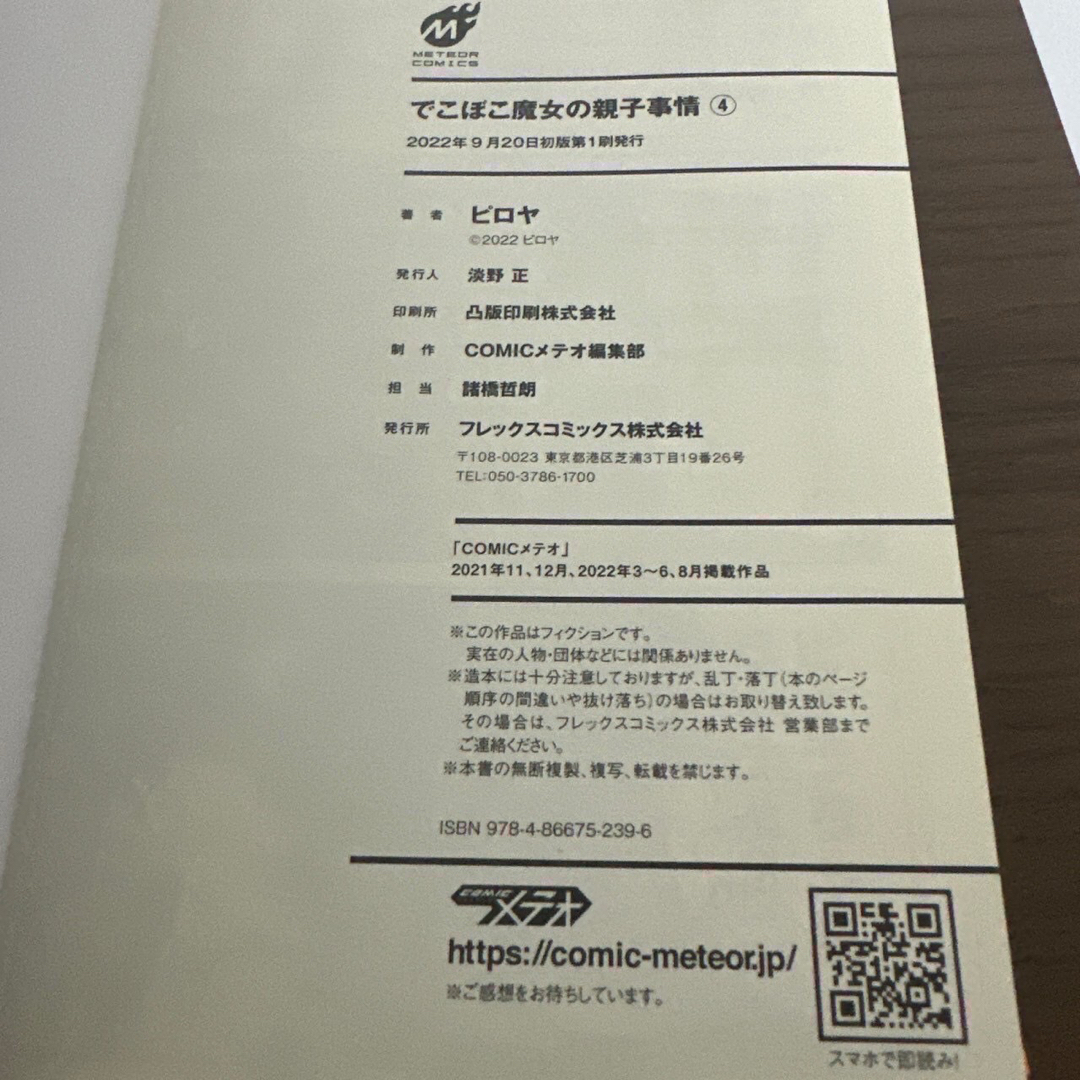 METEOR
COMICS
でこぼこ魔女の親子事情 ④
2022年9月20日初版第1刷発行
著 者 ピロヤ
©2022 ピロヤ
発行人 淡野 正
印刷所 凸版印刷株式会社
制 作 COMICメテオ編集部
担 当 諸橋哲朗
発行所 フレックスコミックス株式会社
〒108-0023 東京都港区芝浦3丁目19番26号
TEL:050-3786-1700
「COMICメテオ」
2021年11、12月、2022年3〜6、8月掲載作品
※この作品はフィクションです。
実在の人物・団体などには関係ありません。
※造本には十分注意しておりますが、乱丁・落丁(本のページ
順序の間違いや抜け落ち)の場合はお取り替え致します。
その場合は、フレックスコミックス株式会社 営業部まで
ご連絡ください。
※本書の無断複製、複写、転載を禁じます。
ISBN 978-4-86675-239-6
COMIC
メテオ
https://comic-meteor.jp/
※ご感想をお待ちしています。
スマホで即読み!